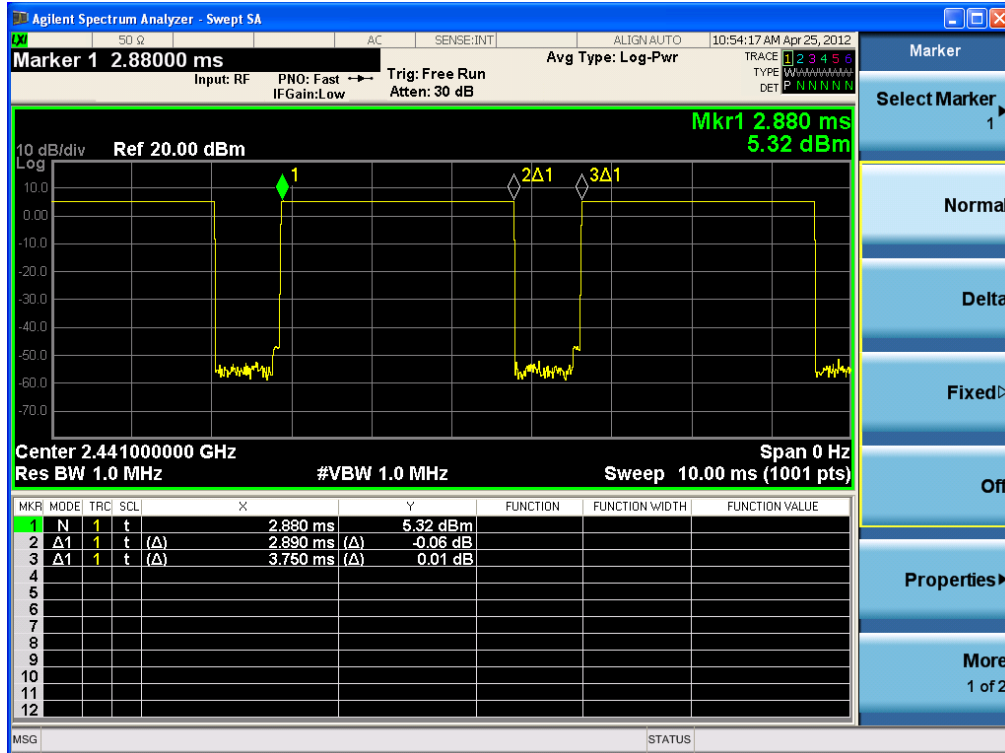 Agilent Spectrum Analyzer - Swept SA
LXI 50 Ω AC SENSE:INT ALIGN AUTO 10:54:17 AM Apr 25, 2012
Marker 1 2.88000 ms
Input: RF PNO: Fast Trig: Free Run Avg Type: Log-Pwr TRACE 1 2 3 4 5 6
TYPE WWWWWW
IFGain:Low Atten: 30 dB DET P N N N N N
Mkr1 2.880 ms
5.32 dBm
10 dB/div Ref 20.00 dBm
Log
1 2Δ1 3Δ1
10.0
0.00
-10.0
-20.0
-30.0
-40.0
-50.0
-60.0
-70.0
Center 2.441000000 GHz Span 0 Hz
Res BW 1.0 MHz #VBW 1.0 MHz Sweep 10.00 ms (1001 pts)
MKR MODE TRC SCL X Y FUNCTION FUNCTION WIDTH FUNCTION VALUE
1 N 1 t 2.880 ms 5.32 dBm
2 Δ1 1 t (Δ) 2.890 ms (Δ) -0.06 dB
3 Δ1 1 t (Δ) 3.750 ms (Δ) 0.01 dB
4
5
6
7
8
9
10
11
12
MSG STATUS
Marker
Select Marker
1
Normal
Delta
Fixed
Off
Properties
More
1 of 2